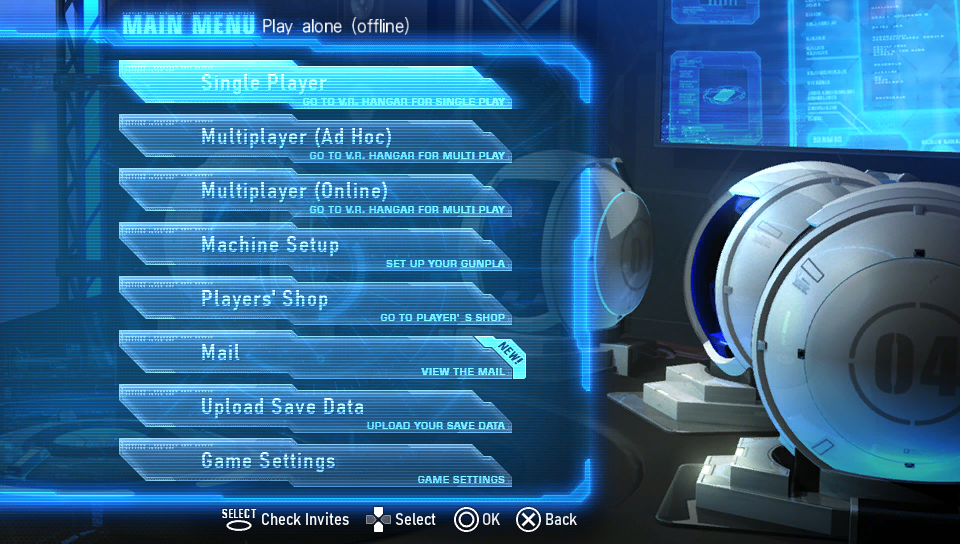 MAIN MENU Play alone (offline)
Single Player
GO TO V.R. HANGAR FOR SINGLE PLAY
Multiplayer (Ad Hoc)
GO TO V.R. HANGAR FOR MULTI PLAY
Multiplayer (Online)
GO TO V.R. HANGAR FOR MULTI PLAY
Machine Setup
SET UP YOUR GUNPLA
Players' Shop
GO TO PLAYER' S SHOP
Mail
NEW!
VIEW THE MAIL
Upload Save Data
UPLOAD YOUR SAVE DATA
Game Settings
GAME SETTINGS
04
SELECT Check Invites Select OK Back